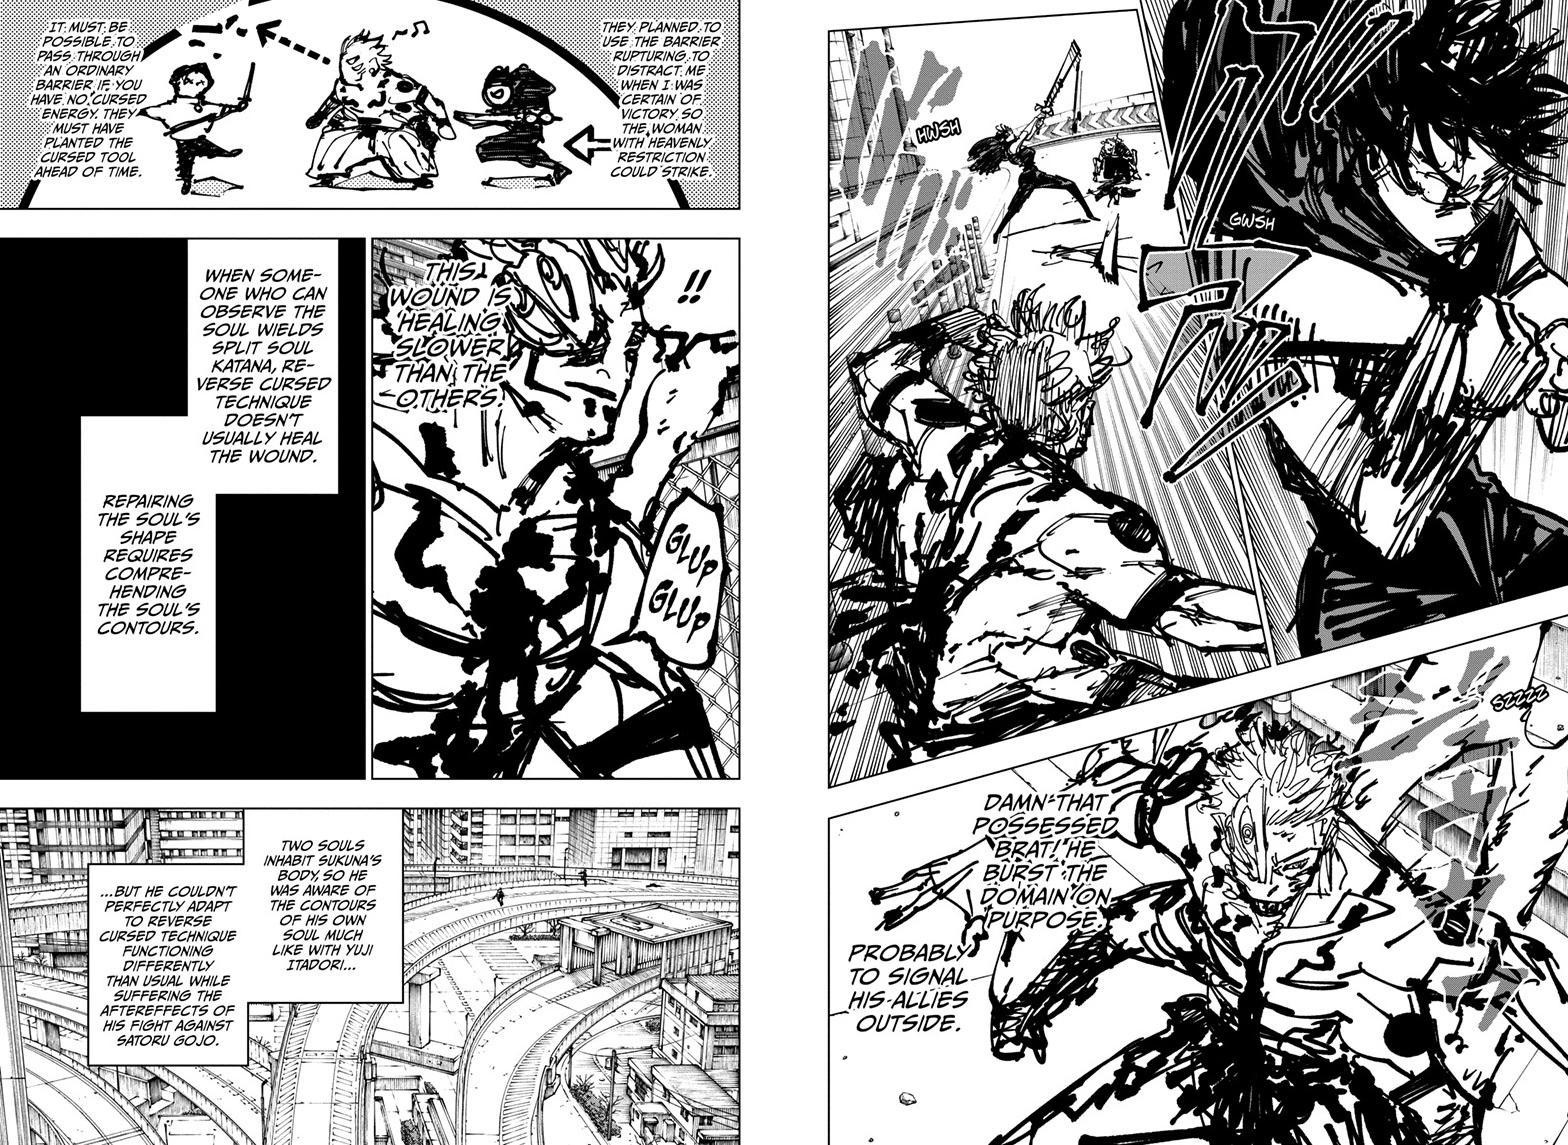 HWSH
GWSH
SZZZZ
DAMN THAT
POSSESSED
BRAT! HE
BURST THE
DOMAIN ON
PURPOSE.
PROBABLY
TO SIGNAL
HIS ALLIES
OUTSIDE.
THEY PLANNED TO
USE THE BARRIER
RUPTURING TO
DISTRACT ME
WHEN I WAS
CERTAIN OF
VICTORY, SO
THE WOMAN
WITH HEAVENLY
RESTRICTION
COULD STRIKE.
IT MUST BE
POSSIBLE TO
PASS THROUGH
AN ORDINARY
BARRIER IF YOU
HAVE NO CURSED
ENERGY. THEY
MUST HAVE
PLANTED THE
CURSED TOOL
AHEAD OF TIME.
!!
THIS
WOUND IS
HEALING
SLOWER
THAN THE
OTHERS.
GLUP
GLUP
WHEN SOME-
ONE WHO CAN
OBSERVE THE
SOUL WIELDS
SPLIT SOUL
KATANA, RE-
VERSE CURSED
TECHNIQUE
DOESN'T
USUALLY HEAL
THE WOUND.
REPAIRING
THE SOUL'S
SHAPE
REQUIRES
COMPRE-
HENDING
THE SOUL'S
CONTOURS.
TWO SOULS
INHABIT SUKUNA'S
BODY, SO HE
WAS AWARE OF
THE CONTOURS
OF HIS OWN
SOUL MUCH
LIKE WITH YUJI
ITADORI...
...BUT HE COULDN'T
PERFECTLY ADAPT
TO REVERSE
CURSED TECHNIQUE
FUNCTIONING
DIFFERENTLY
THAN USUAL WHILE
SUFFERING THE
AFTEREFFECTS OF
HIS FIGHT AGAINST
SATORU GOJO.